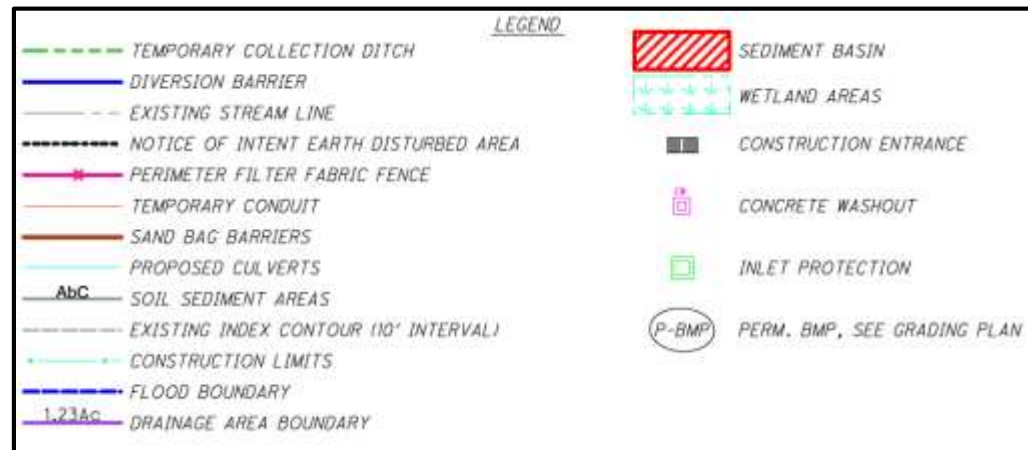 LEGEND
TEMPORARY COLLECTION DITCH
DIVERSION BARRIER
EXISTING STREAM LINE
NOTICE OF INTENT EARTH DISTURBED AREA
PERIMETER FILTER FABRIC FENCE
TEMPORARY CONDUIT
SAND BAG BARRIERS
PROPOSED CULVERTS
AbC SOIL SEDIMENT AREAS
EXISTING INDEX CONTOUR (10' INTERVAL)
CONSTRUCTION LIMITS
FLOOD BOUNDARY
1.23Ac DRAINAGE AREA BOUNDARY
SEDIMENT BASIN
WETLAND AREAS
CONSTRUCTION ENTRANCE
CONCRETE WASHOUT
INLET PROTECTION
P-BMP PERM. BMP, SEE GRADING PLAN